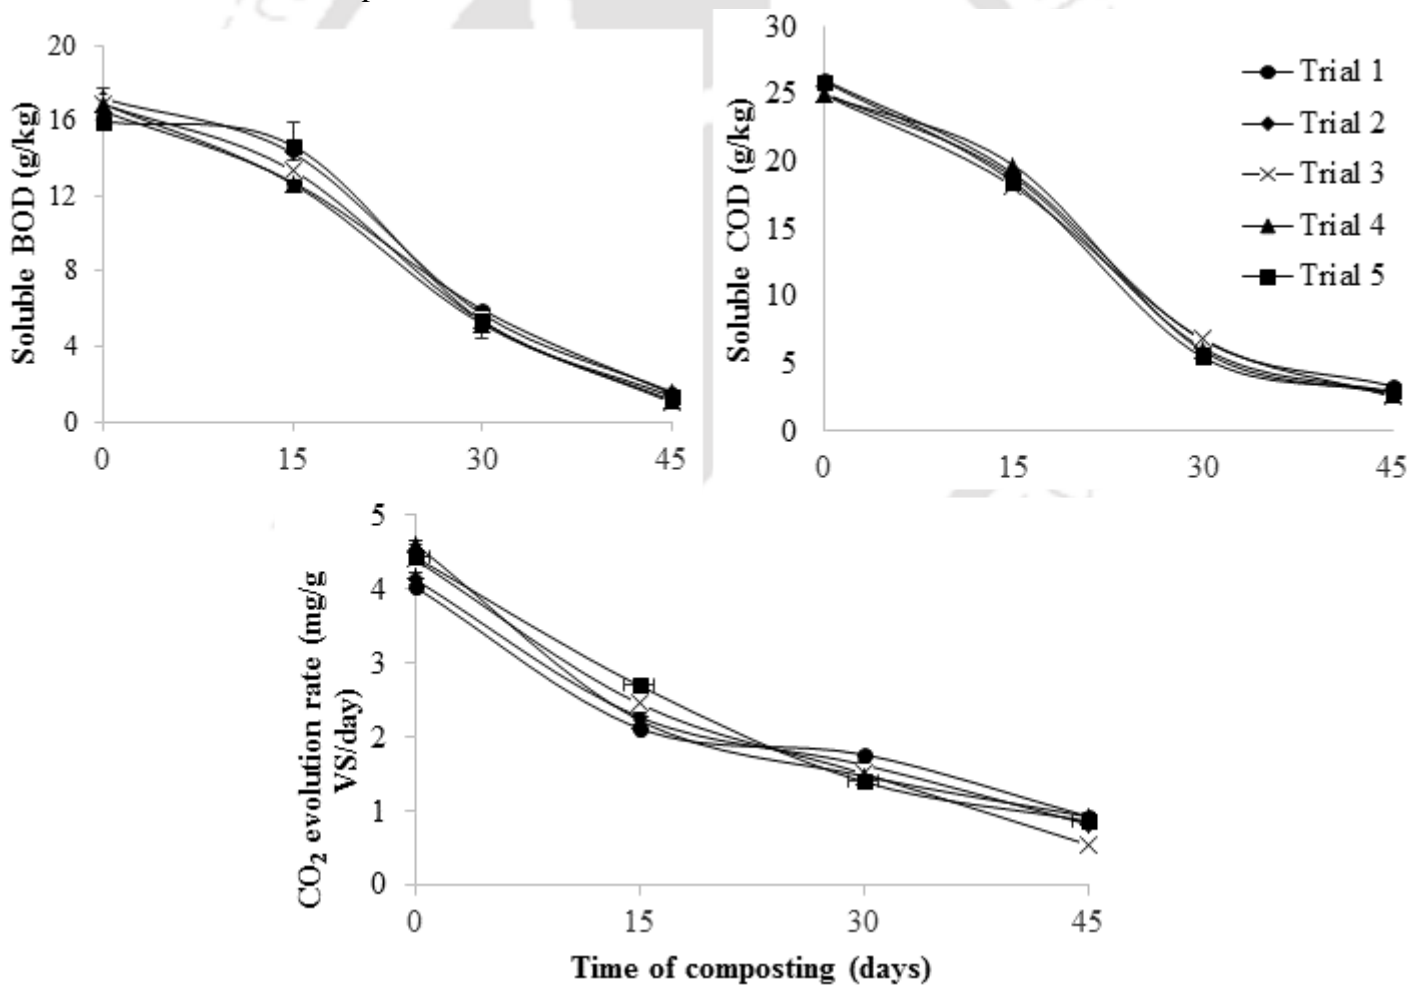 20
16
12
8
4
0
Soluble BOD (g/kg)
0 15 30 45
30
25
20
15
10
5
0
Soluble COD (g/kg)
0 15 30 45
Trial 1
Trial 2
Trial 3
Trial 4
Trial 5
5
4
3
2
1
0
CO₂ evolution rate (mg/g
VS/day)
0 15 30 45
Time of composting (days)